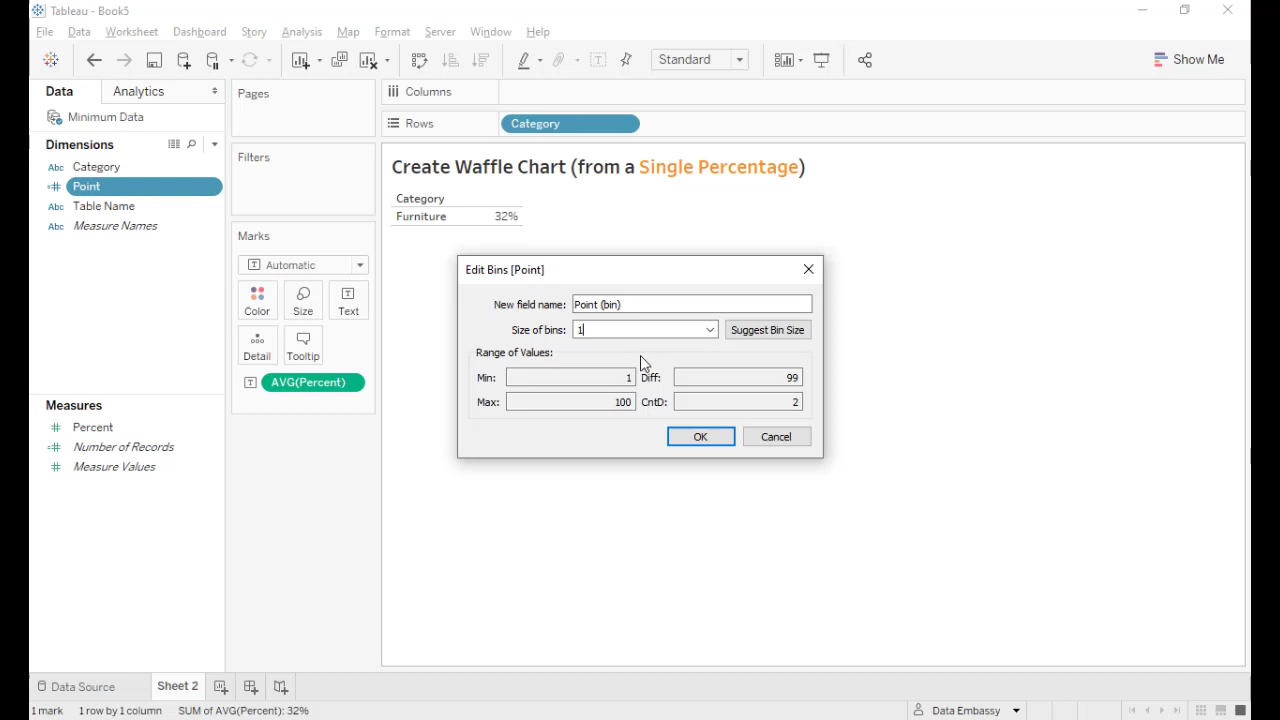 Tableau - Book5
File Data Worksheet Dashboard Story Analysis Map Format Server Window Help
Standard
Show Me
Data Analytics
Minimum Data
Dimensions
Abc Category
=# Point
Abc Table Name
Abc Measure Names
Measures
# Percent
=# Number of Records
# Measure Values
Pages
Filters
Marks
T Automatic
Color Size Text
Detail Tooltip
T AVG(Percent)
Columns
Rows Category
Create Waffle Chart (from a Single Percentage)
Category
Furniture 32%
Edit Bins [Point]
New field name: Point (bin)
Size of bins: 1 Suggest Bin Size
Range of Values:
Min: 1 Diff: 99
Max: 100 CntD: 2
OK Cancel
Data Source Sheet 2
1 mark 1 row by 1 column SUM of AVG(Percent): 32% Data Embassy